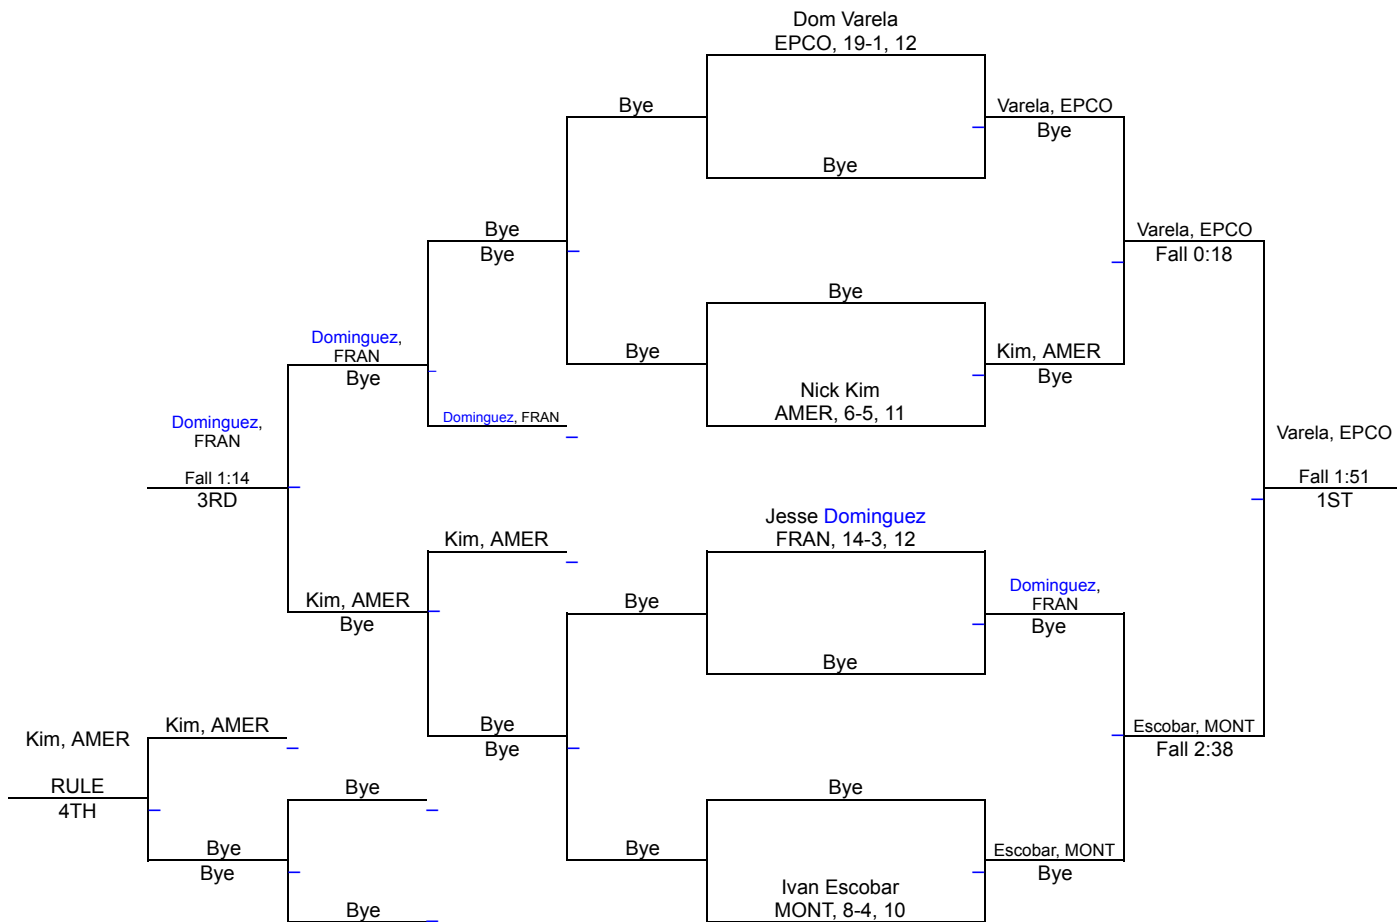 Dom Varela
EPCO, 19-1, 12
Bye
Varela, EPCO
Bye
Bye
Bye
Bye
Varela, EPCO
Fall 0:18
Bye
Dominguez,
FRAN
Bye
Bye
Kim, AMER
Bye
Nick Kim
AMER, 6-5, 11
Dominguez,
FRAN
Dominguez, FRAN
Varela, EPCO
Fall 1:14
3RD
Fall 1:51
1ST
Jesse Dominguez
FRAN, 14-3, 12
Kim, AMER
Dominguez,
FRAN
Bye
Kim, AMER
Bye
Bye
Bye
Kim, AMER
Kim, AMER
Bye
Bye
Escobar, MONT
Fall 2:38
RULE
4TH
Bye
Bye
Bye
Bye
Bye
Escobar, MONT
Bye
Bye
Ivan Escobar
MONT, 8-4, 10